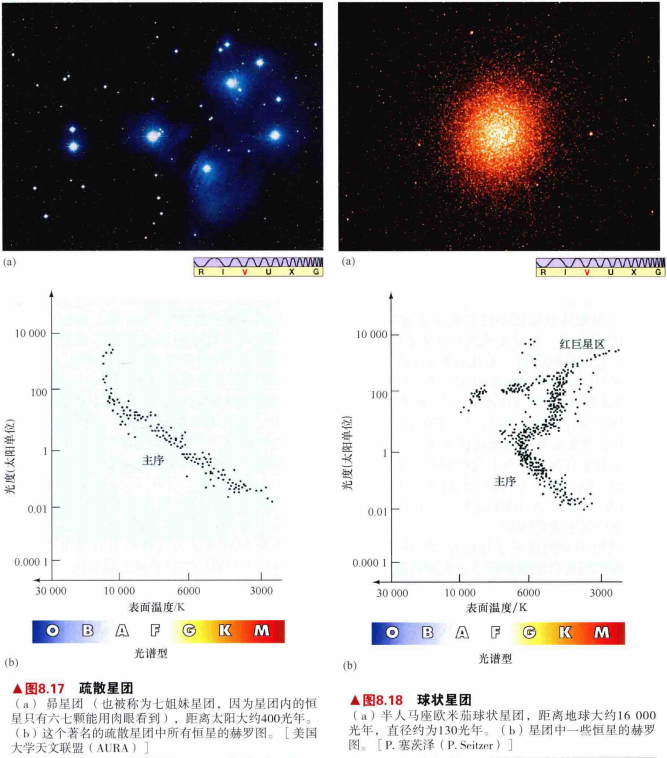 (a)
R I V U X G
10 000
100
1
0.01
0.000 1
光度(太阳单位)
主序
30 000 10 000 6000 3000
表面温度/K
O B A F G K M
光谱型
(b)
▲图8.17 疏散星团
(a) 昴星团 (也被称为七姐妹星团,因为星团内的恒
星只有六七颗能用肉眼看到),距离太阳大约400光年。
(b)这个著名的疏散星团中所有恒星的赫罗图。[美国
大学天文联盟(AURA)]
(a)
R I V U X G
10 000
100
1
0.01
0.000 1
光度(太阳单位)
红巨星区
主序
30 000 10 000 6000 3000
表面温度/K
O B A F G K M
光谱型
(b)
▲图8.18 球状星团
(a)半人马座欧米茄球状星团,距离地球大约16 000
光年,直径约为130光年。(b)星团中一些恒星的赫罗
图。[P. 塞茨泽(P. Seitzer)]